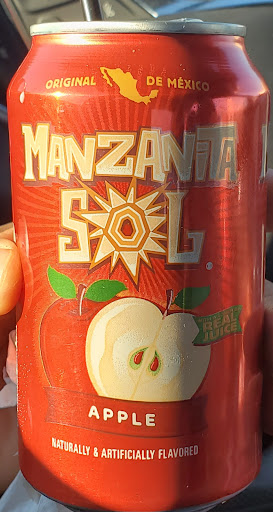 ORIGINAL DE MÉXICO
MANZANITA
SOL
REAL
JUICE
APPLE
NATURALLY & ARTIFICIALLY FLAVORED